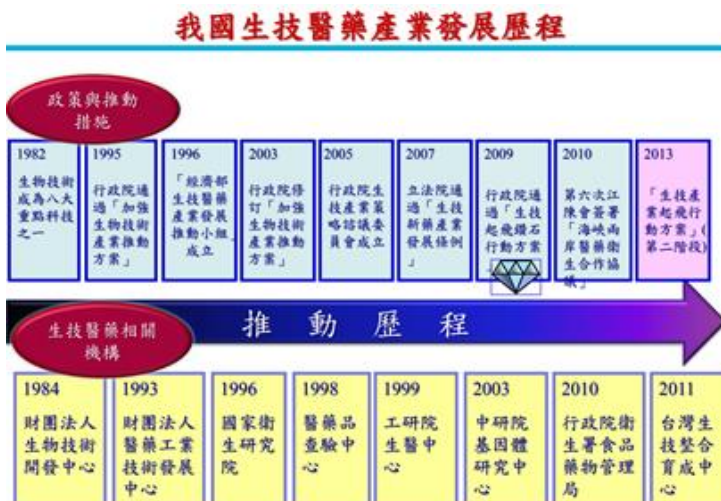 我國生技醫藥產業發展歷程
政策與推動
措施
1982
生物技術
成為八大
重點科技
之一
1995
行政院通
過「加強
生物技術
產業推動
方案」
1996
「經濟部
生技醫藥
產業發展
推動小組」
成立
2003
行政院修
訂「加強
生物技術
產業推動
方案」
2005
行政院生
技產業策
略諮議委
員會成立
2007
立法院通
過「生技
新藥產業
發展條例
」
2009
行政院通
過「生技
起飛鑽石
行動方案
2010
第六次江
陳會簽署
「海峽兩
岸醫藥衛
生合作協
議」
2013
「生技產
業起飛行
動方案」(
第二階段)
推動歷程
生技醫藥相關
機構
1984
財團法人
生物技術
開發中心
1993
財團法人
醫藥工業
技術發展
中心
1996
國家衛
生研究
院
1998
醫藥品
查驗中
心
1999
工研院
生醫中
心
2003
中研院
基因體
研究中
心
2010
行政院衛
生署食品
藥物管理
局
2011
台灣生
技整合
育成中
心